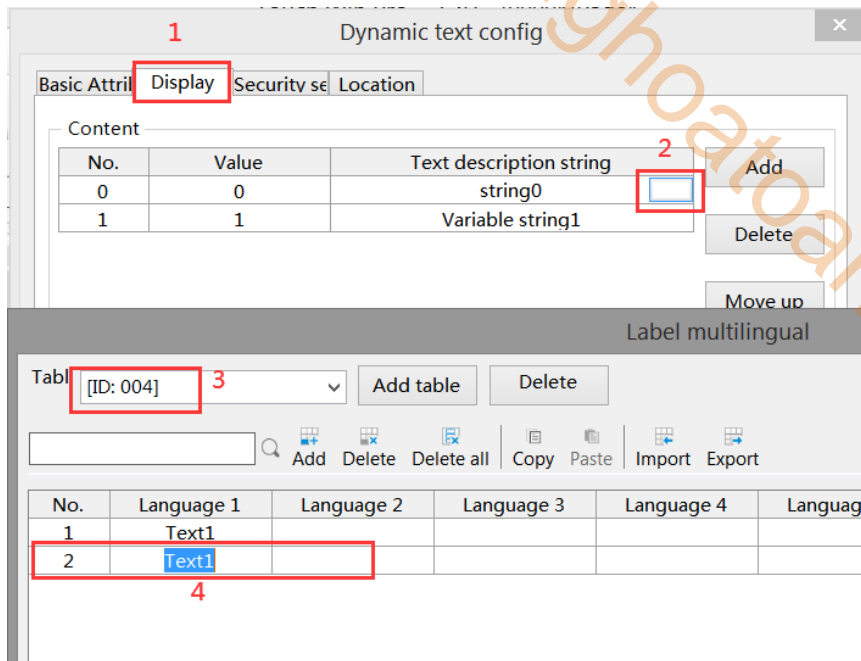 1
Dynamic text config
Basic Attril Display Security se Location
Content
No. Value Text description string
2
Add
0 0 string0
1 1 Variable string1
Delete
Move up
Label multilingual
Tabl [ID: 004] 3 Add table Delete
Add Delete Delete all Copy Paste Import Export
No. Language 1 Language 2 Language 3 Language 4 Languag
1 Text1
2 Text1
4
ghoatoa